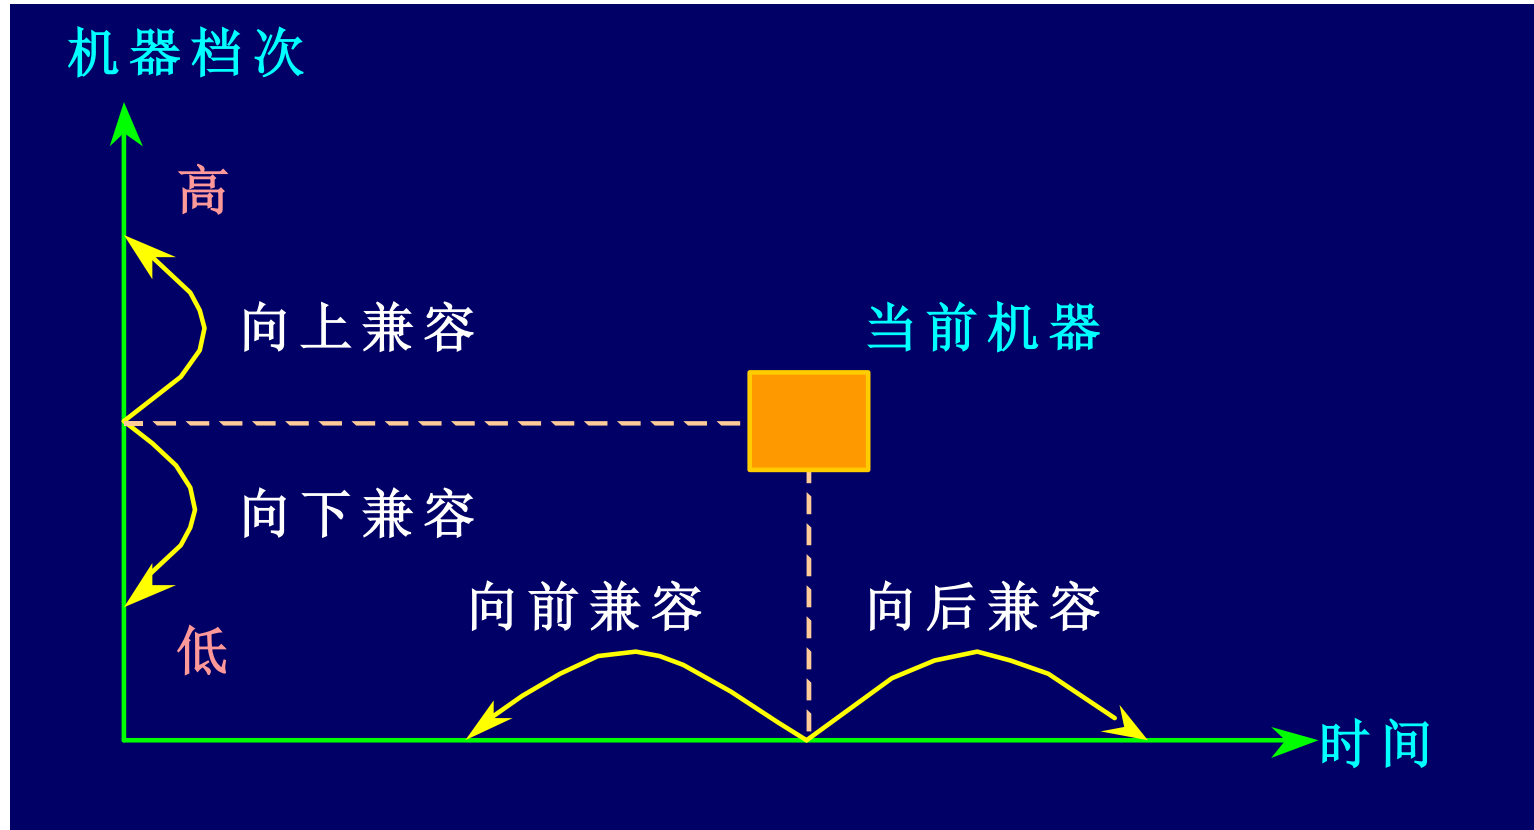 机器档次
高
向上兼容
当前机器
向下兼容
向前兼容
向后兼容
低
时间